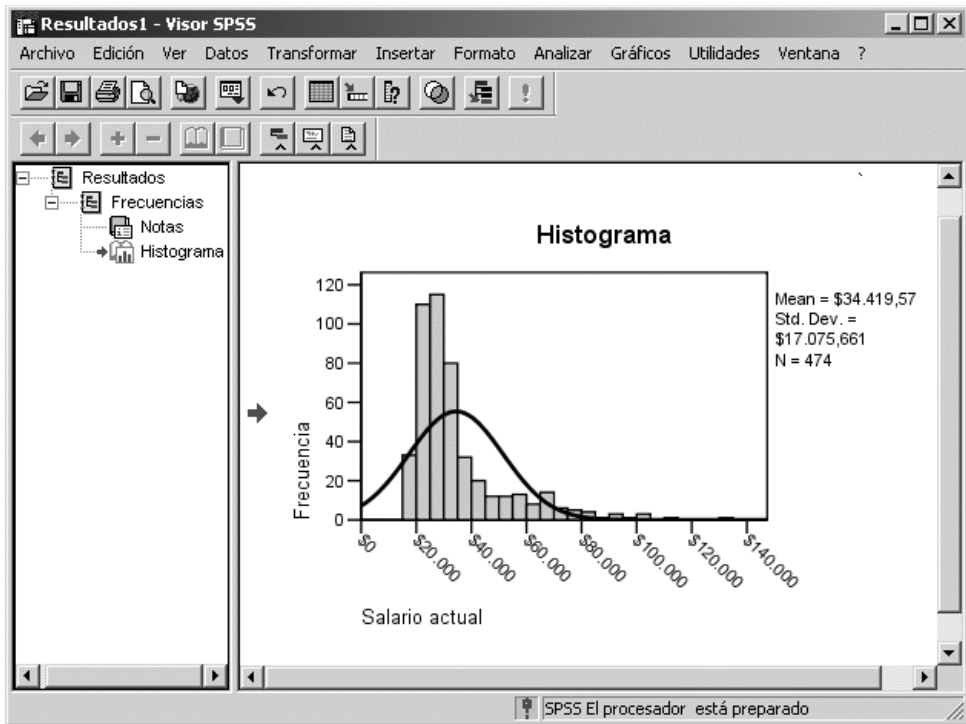 Resultados1 - Visor SPSS
Archivo Edición Ver Datos Transformar Insertar Formato Analizar Gráficos Utilidades Ventana ?
Resultados
Frecuencias
Notas
Histograma
Histograma
Mean = $34.419,57
Std. Dev. =
$17.075,661
N = 474
Frecuencia
120
100
80
60
40
20
0
$0 $20.000 $40.000 $60.000 $80.000 $100.000 $120.000 $140.000
Salario actual
SPSS El procesador está preparado